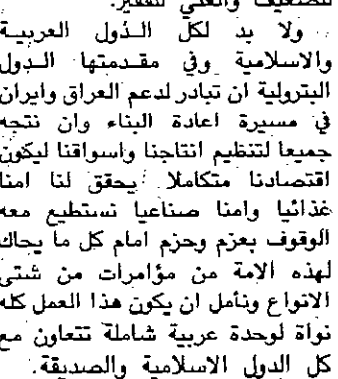 للضعيف والغني للفقير.
ولا بد لكل الدول العربية
والاسلامية وفي مقدمتها الدول
البترولية ان تبادر لدعم العراق وايران
في مسيرة اعادة البناء وان نتجه
جميعا لتنظيم انتاجنا واسواقنا ليكون
اقتصادنا متكاملا يحقق لنا امنا
غذائيا وامنا صناعيا نستطيع معه
الوقوف بعزم وحزم امام كل ما يحاك
لهذه الامة من مؤامرات من شتى
الانواع ونأمل ان يكون هذا العمل كله
نواة لوحدة عربية شاملة تتعاون مع
كل الدول الاسلامية والصديقة.